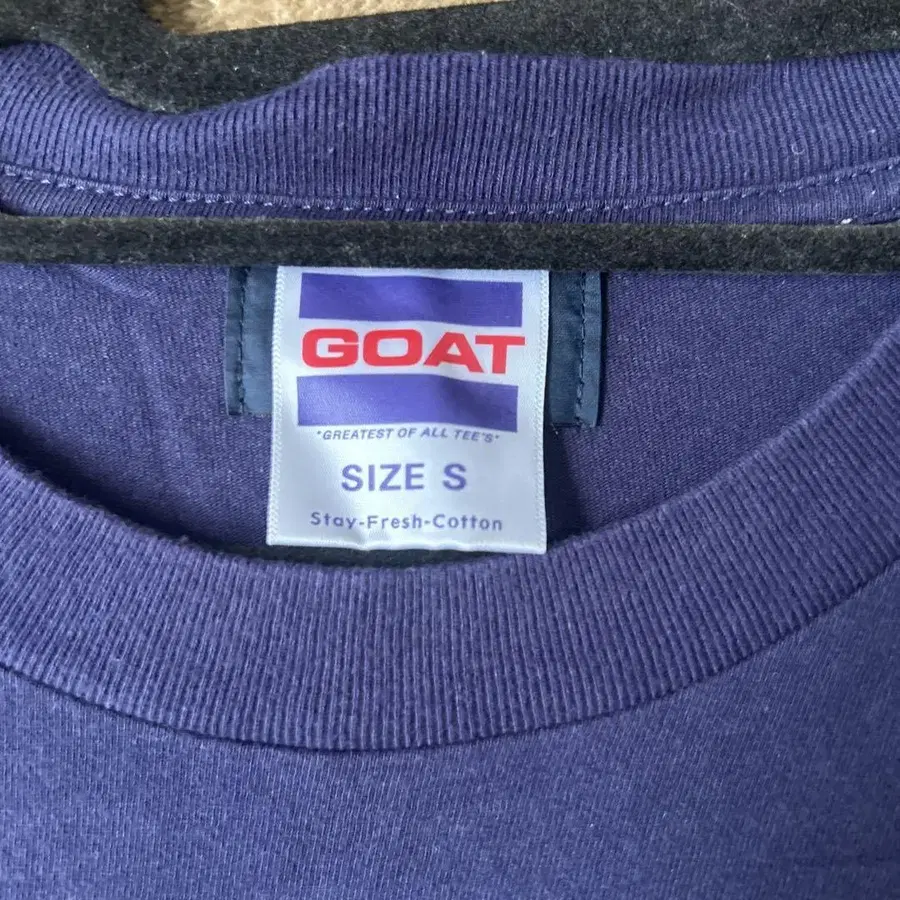 GOAT
"GREATEST OF ALL TEE'S"
SIZE S
Stay-Fresh-Cotton